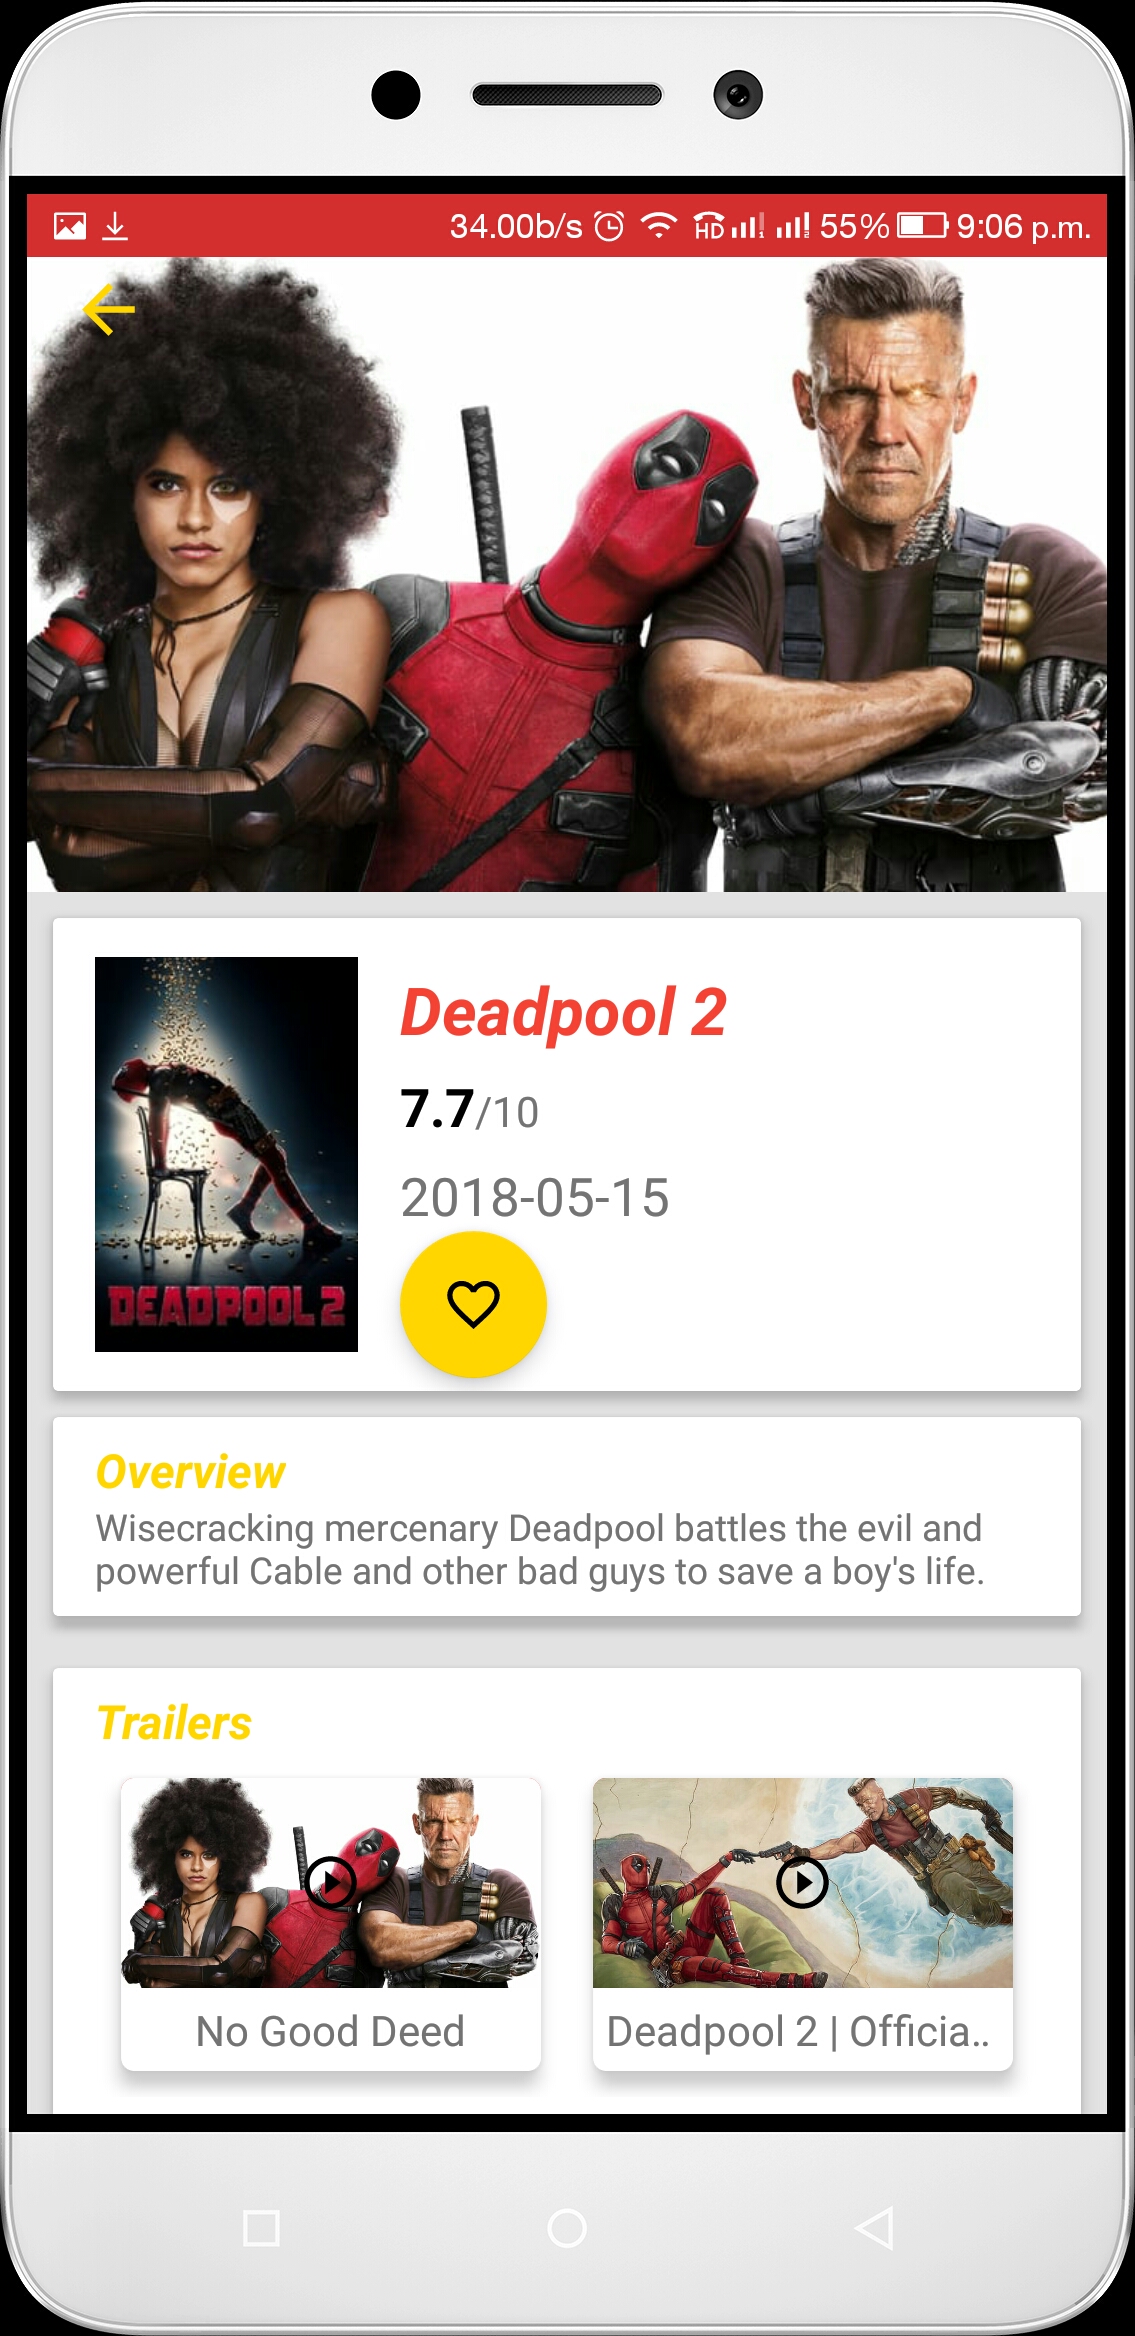 34.00b/s HD 1 2 55% 9:06 p.m.
Deadpool 2
7.7/10
2018-05-15
DEADPOOL 2
Overview
Wisecracking mercenary Deadpool battles the evil and
powerful Cable and other bad guys to save a boy's life.
Trailers
No Good Deed
Deadpool 2 | Officia..